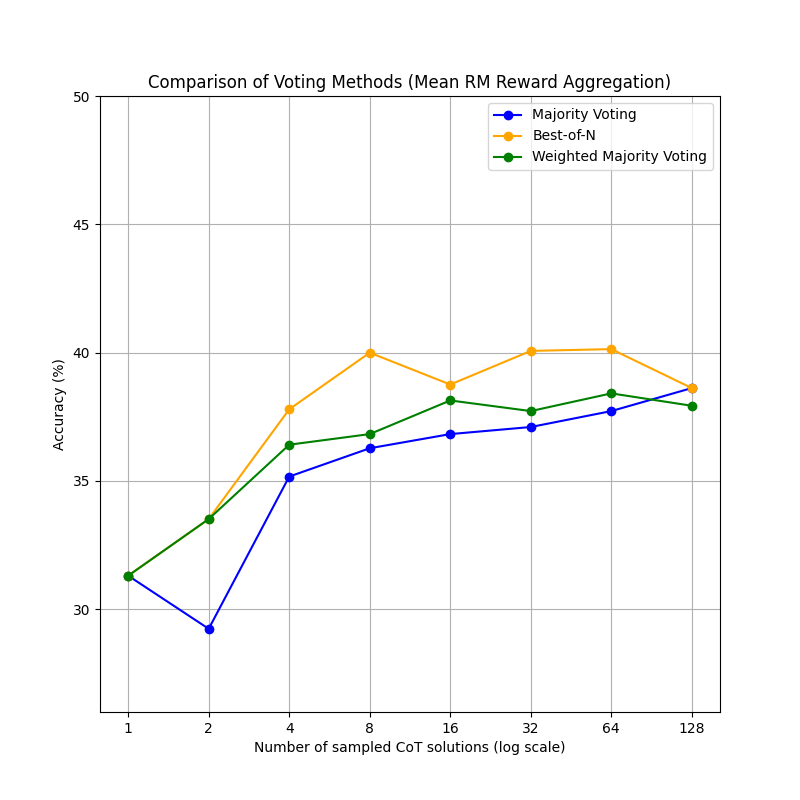 Comparison of Voting Methods (Mean RM Reward Aggregation)
Majority Voting
Best-of-N
Weighted Majority Voting
50
45
40
35
30
Accuracy (%)
1 2 4 8 16 32 64 128
Number of sampled CoT solutions (log scale)